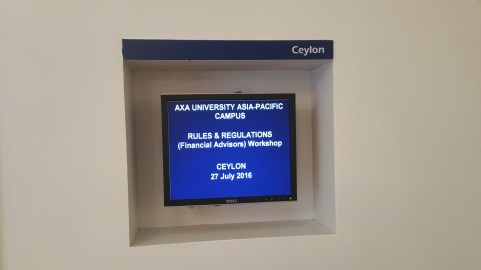 Ceylon
AXA UNIVERSITY ASIA-PACIFIC
CAMPUS
RULES & REGULATIONS
(Financial Advisors) Workshop
CEYLON
27 July 2016